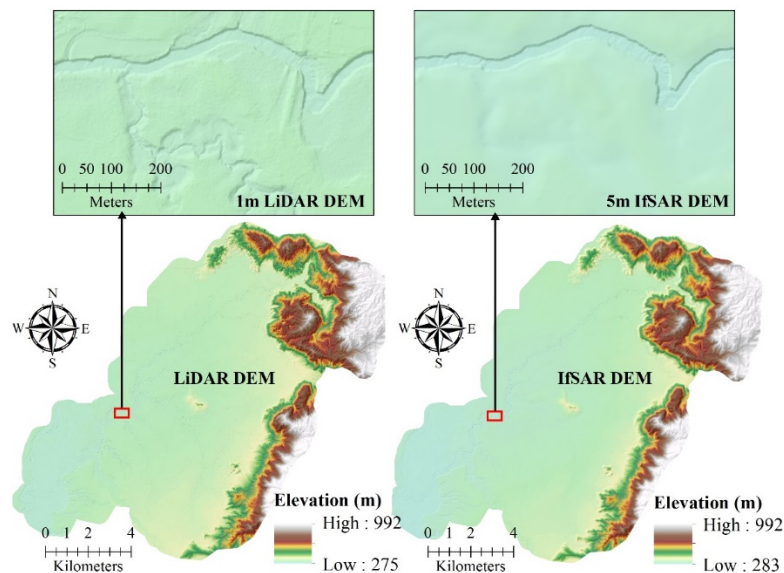 0 50 100 200
Meters
1m LiDAR DEM
0 50 100 200
Meters
5m IfSAR DEM
N
W E
S
LiDAR DEM
Elevation (m)
High : 992
Low : 275
0 1 2 4
Kilometers
N
W E
S
IfSAR DEM
Elevation (m)
High : 992
Low : 283
0 1 2 4
Kilometers